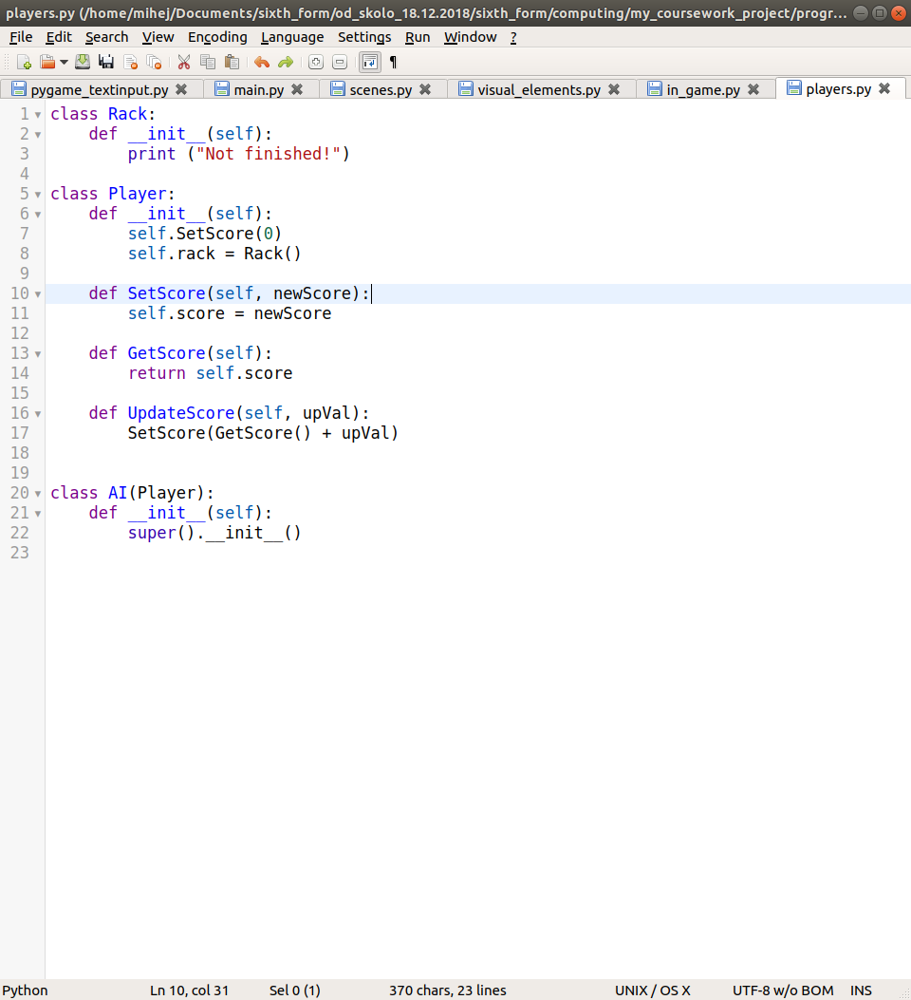 players.py (/home/mihej/Documents/sixth_form/od_skolo_18.12.2018/sixth_form/computing/my_coursework_project/progr...
File Edit Search View Encoding Language Settings Run Window ?
pygame_textinput.py main.py scenes.py visual_elements.py in_game.py players.py
1 class Rack:
2     def __init__(self):
3         print ("Not finished!")
4
5 class Player:
6     def __init__(self):
7         self.SetScore(0)
8         self.rack = Rack()
9
10     def SetScore(self, newScore):
11         self.score = newScore
12
13     def GetScore(self):
14         return self.score
15
16     def UpdateScore(self, upVal):
17         SetScore(GetScore() + upVal)
18
19
20 class AI(Player):
21     def __init__(self):
22         super().__init__()
23
Python Ln 10, col 31 Sel 0 (1) 370 chars, 23 lines UNIX / OS X UTF-8 w/o BOM INS